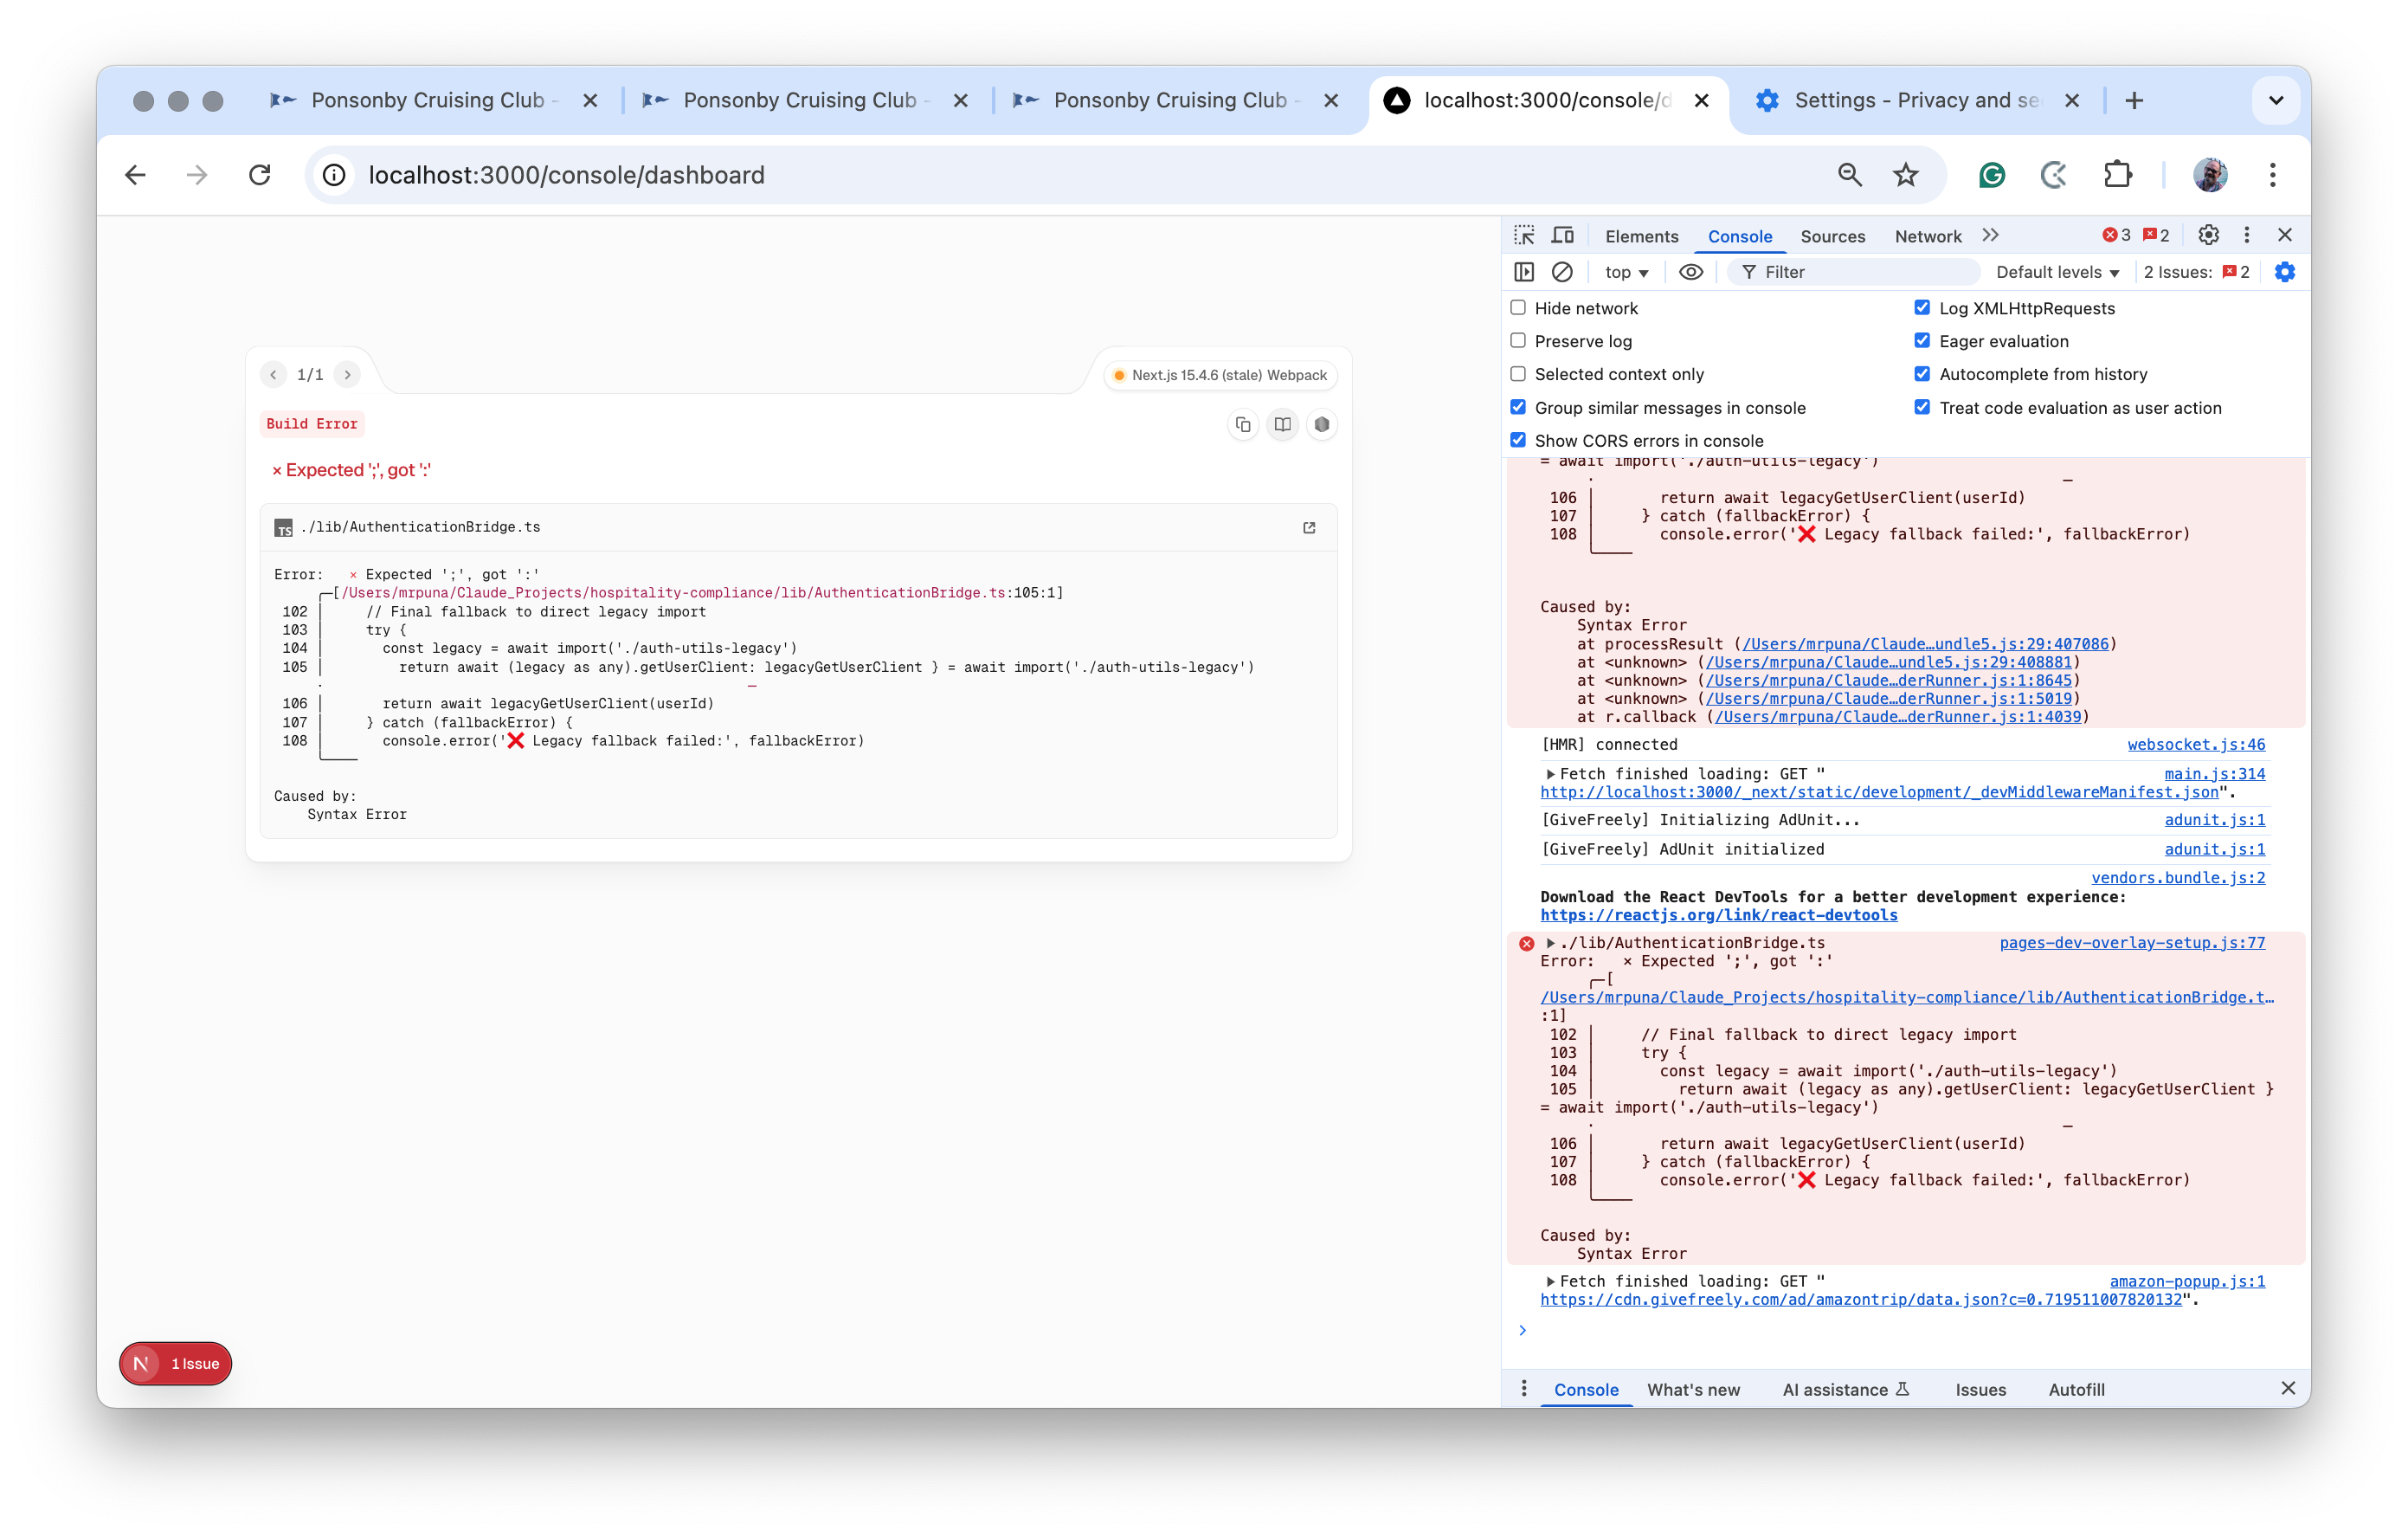 Ponsonby Cruising Club -
Ponsonby Cruising Club -
Ponsonby Cruising Club -
localhost:3000/console/d
Settings - Privacy and se
localhost:3000/console/dashboard
Elements
Console
Sources
Network
3
2
top
Filter
Default levels
2 Issues:
2
Hide network
Log XMLHttpRequests
Preserve log
Eager evaluation
Selected context only
Autocomplete from history
Group similar messages in console
Treat code evaluation as user action
Show CORS errors in console
1/1
Next.js 15.4.6 (stale) Webpack
Build Error
× Expected ';', got ':'
TS ./lib/AuthenticationBridge.ts
Error:   × Expected ';', got ':'
╭─[/Users/mrpuna/Claude_Projects/hospitality-compliance/lib/AuthenticationBridge.ts:105:1]
102 │     // Final fallback to direct legacy import
103 │     try {
104 │       const legacy = await import('./auth-utils-legacy')
105 │         return await (legacy as any).getUserClient: legacyGetUserClient } = await import('./auth-utils-legacy')
·     ─
106 │       return await legacyGetUserClient(userId)
107 │     } catch (fallbackError) {
108 │       console.error('❌ Legacy fallback failed:', fallbackError)
╰────
Caused by:
Syntax Error
N 1 Issue
= await import('./auth-utils-legacy')
·     ─
106 │       return await legacyGetUserClient(userId)
107 │     } catch (fallbackError) {
108 │       console.error('❌ Legacy fallback failed:', fallbackError)
╰────
Caused by:
Syntax Error
at processResult (/Users/mrpuna/Claude…undle5.js:29:407086)
at <unknown> (/Users/mrpuna/Claude…undle5.js:29:408881)
at <unknown> (/Users/mrpuna/Claude…derRunner.js:1:8645)
at <unknown> (/Users/mrpuna/Claude…derRunner.js:1:5019)
at r.callback (/Users/mrpuna/Claude…derRunner.js:1:4039)
[HMR] connected websocket.js:46
Fetch finished loading: GET " main.js:314
http://localhost:3000/_next/static/development/_devMiddlewareManifest.json".
[GiveFreely] Initializing AdUnit... adunit.js:1
[GiveFreely] AdUnit initialized adunit.js:1
vendors.bundle.js:2
Download the React DevTools for a better development experience:
https://reactjs.org/link/react-devtools
./lib/AuthenticationBridge.ts pages-dev-overlay-setup.js:77
Error:   × Expected ';', got ':'
╭─[
/Users/mrpuna/Claude_Projects/hospitality-compliance/lib/AuthenticationBridge.t…
:1]
102 │     // Final fallback to direct legacy import
103 │     try {
104 │       const legacy = await import('./auth-utils-legacy')
105 │         return await (legacy as any).getUserClient: legacyGetUserClient }
= await import('./auth-utils-legacy')
·     ─
106 │       return await legacyGetUserClient(userId)
107 │     } catch (fallbackError) {
108 │       console.error('❌ Legacy fallback failed:', fallbackError)
╰────
Caused by:
Syntax Error
Fetch finished loading: GET " amazon-popup.js:1
https://cdn.givefreely.com/ad/amazontrip/data.json?c=0.719511007820132".
Console
What's new
AI assistance
Issues
Autofill